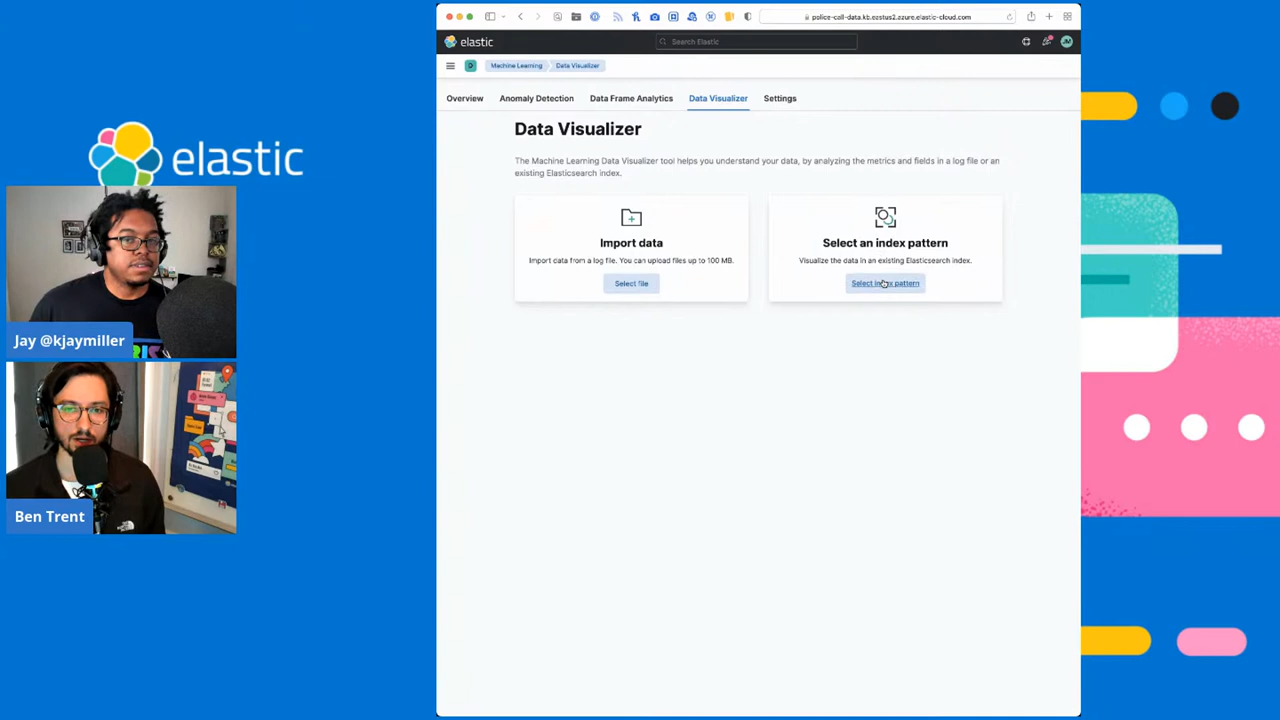 police-call-data.kb.eastus2.azure.elastic-cloud.com
elastic
Search Elastic
D
Machine Learning
Data Visualizer
Overview
Anomaly Detection
Data Frame Analytics
Data Visualizer
Settings
Data Visualizer
The Machine Learning Data Visualizer tool helps you understand your data, by analyzing the metrics and fields in a log file or an
existing Elasticsearch index.
Import data
Import data from a log file. You can upload files up to 100 MB.
Select file
Select an index pattern
Visualize the data in an existing Elasticsearch index.
Select index pattern
elastic
Jay @kjaymiller
Ben Trent